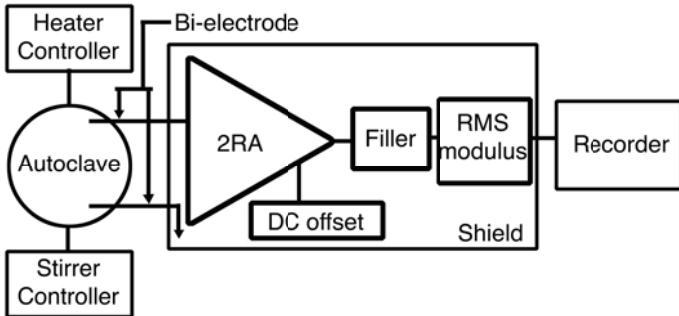 Heater
Controller
Bi-electrode
Autoclave
2RA
Filler
RMS
modulus
Recorder
DC offset
Shield
Stirrer
Controller